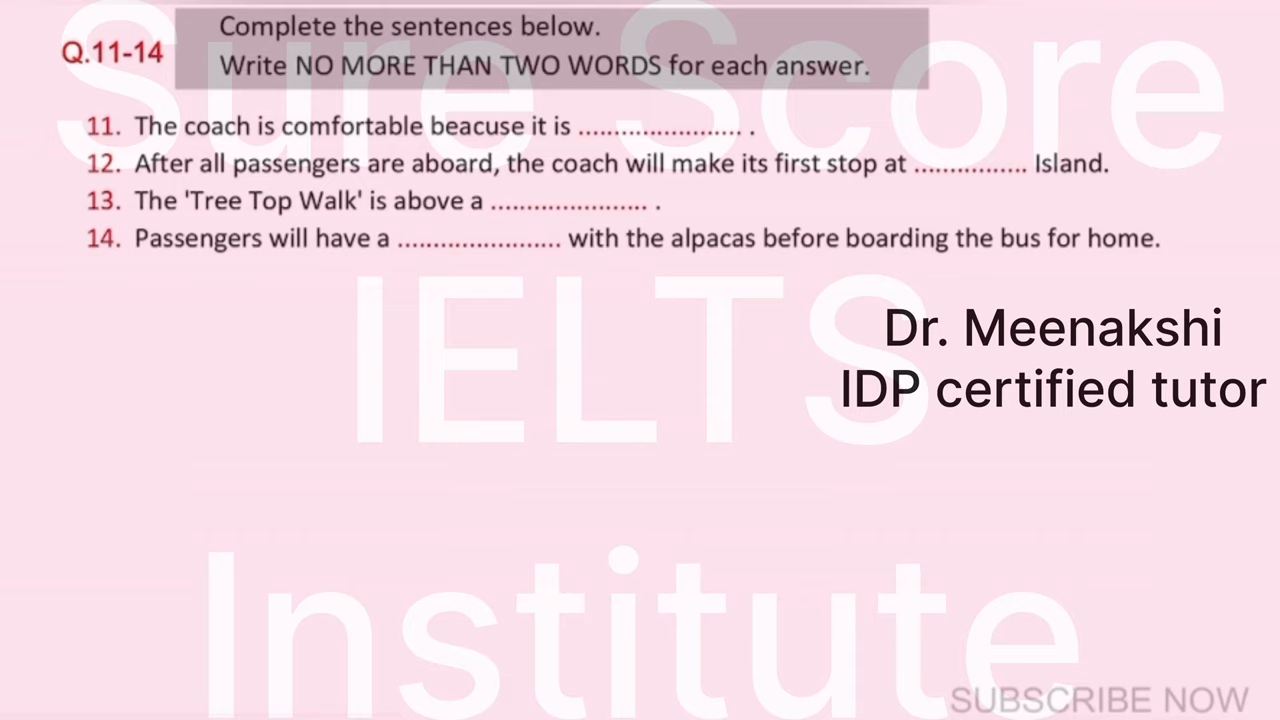 Complete the sentences below.
Q.11-14
Write NO MORE THAN TWO WORDS for each answer.
11. The coach is comfortable beacuse it is ....................... .
12. After all passengers are aboard, the coach will make its first stop at ................ Island.
13. The 'Tree Top Walk' is above a ...................... .
14. Passengers will have a ....................... with the alpacas before boarding the bus for home.
Sure Score
IELTS
Institute
Dr. Meenakshi
IDP certified tutor
SUBSCRIBE NOW